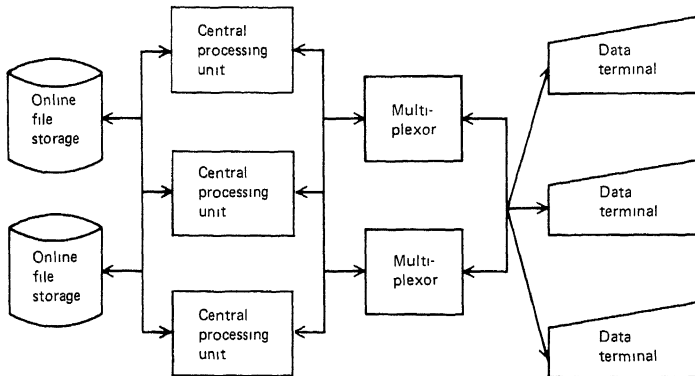 Central
processing
unit
Data
terminal
Online
file
storage
Multi-
plexor
Central
processing
unit
Data
terminal
Online
file
storage
Multi-
plexor
Central
processing
unit
Data
terminal